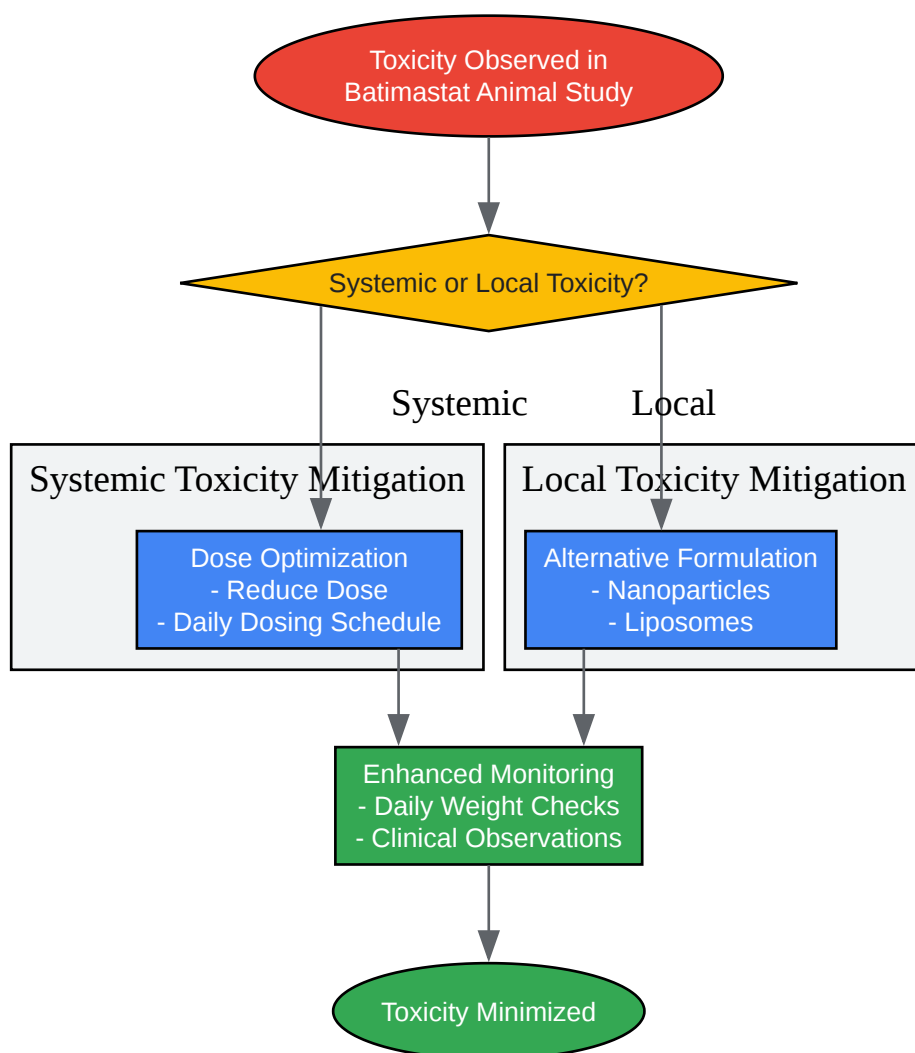 Toxicity Observed in
Batimastat Animal Study
Systemic or Local Toxicity?
Systemic
Local
Systemic Toxicity Mitigation
Dose Optimization
- Reduce Dose
- Daily Dosing Schedule
Local Toxicity Mitigation
Alternative Formulation
- Nanoparticles
- Liposomes
Enhanced Monitoring
- Daily Weight Checks
- Clinical Observations
Toxicity Minimized